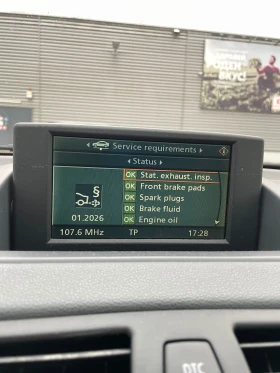 Service requirements
Status
OK Stat. exhaust. insp.
OK Front brake pads
OK Spark plugs
OK Brake fluid
OK Engine oil
§
01.2026
107.6 MHz TP 17:28
DTC